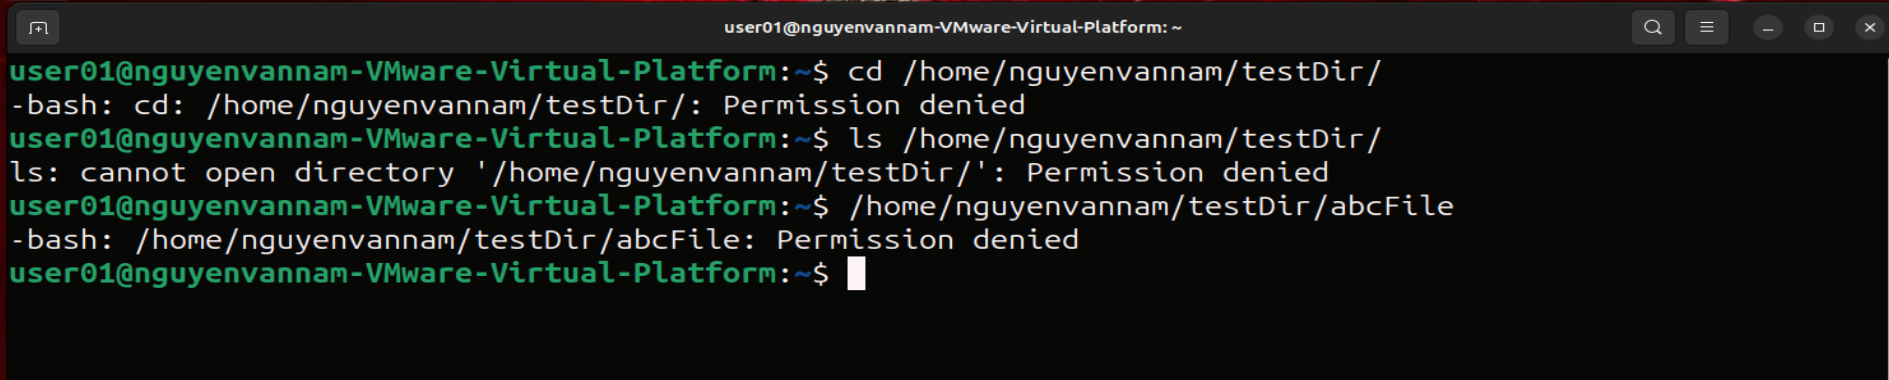 user01@nguyenvannam-VMware-Virtual-Platform: ~
user01@nguyenvannam-VMware-Virtual-Platform:~$ cd /home/nguyenvannam/testDir/
-bash: cd: /home/nguyenvannam/testDir/: Permission denied
user01@nguyenvannam-VMware-Virtual-Platform:~$ ls /home/nguyenvannam/testDir/
ls: cannot open directory '/home/nguyenvannam/testDir/': Permission denied
user01@nguyenvannam-VMware-Virtual-Platform:~$ /home/nguyenvannam/testDir/abcFile
-bash: /home/nguyenvannam/testDir/abcFile: Permission denied
user01@nguyenvannam-VMware-Virtual-Platform:~$